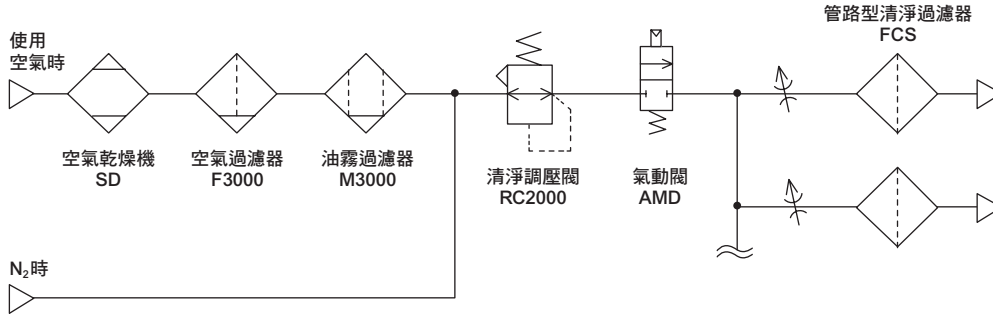 使用
空氣時
空氣乾燥機
SD
空氣過濾器
F3000
油霧過濾器
M3000
清淨調壓閥
RC2000
氣動閥
AMD
管路型清淨過濾器
FCS
N₂時